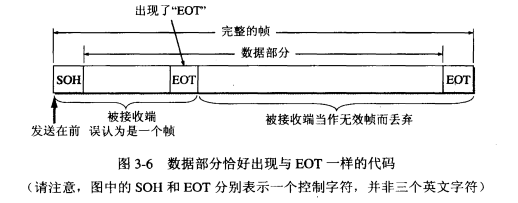 出现了“EOT”
完整的帧
数据部分
SOH
EOT
EOT
被接收端
误认为是一个帧
被接收端当作无效帧而丢弃
发送在前
图 3-6 数据部分恰好出现与 EOT 一样的代码
(请注意，图中的 SOH 和 EOT 分别表示一个控制字符，并非三个英文字符)